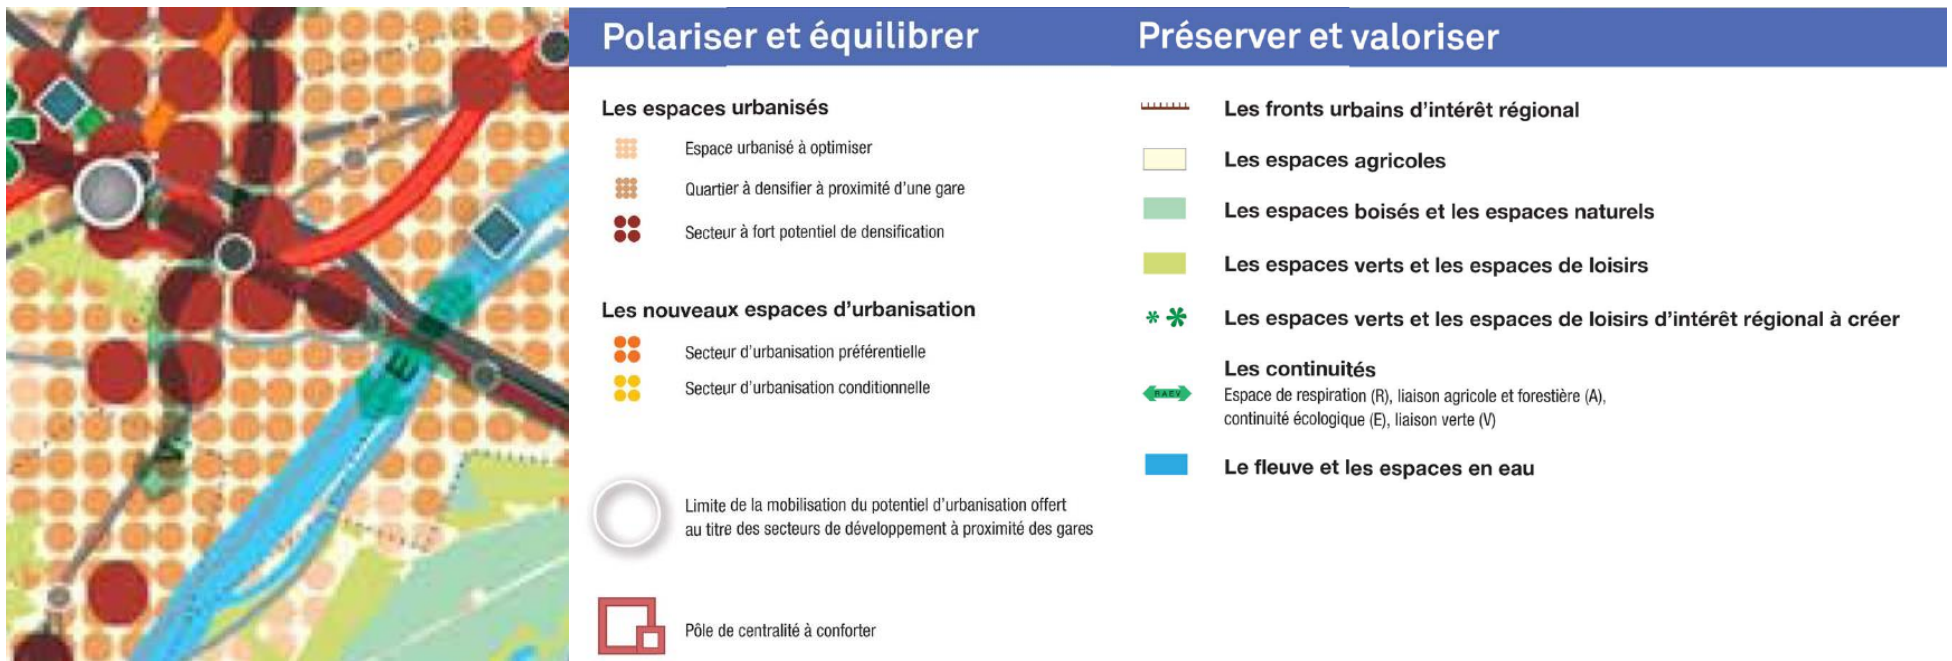 Polariser et équilibrer
Les espaces urbanisés
Espace urbanisé à optimiser
Quartier à densifier à proximité d'une gare
Secteur à fort potentiel de densification
Les nouveaux espaces d'urbanisation
Secteur d'urbanisation préférentielle
Secteur d'urbanisation conditionnelle
Limite de la mobilisation du potentiel d'urbanisation offert
au titre des secteurs de développement à proximité des gares
Pôle de centralité à conforter
Préserver et valoriser
Les fronts urbains d'intérêt régional
Les espaces agricoles
Les espaces boisés et les espaces naturels
Les espaces verts et les espaces de loisirs
Les espaces verts et les espaces de loisirs d'intérêt régional à créer
Les continuités
RAEV
Espace de respiration (R), liaison agricole et forestière (A),
continuité écologique (E), liaison verte (V)
Le fleuve et les espaces en eau